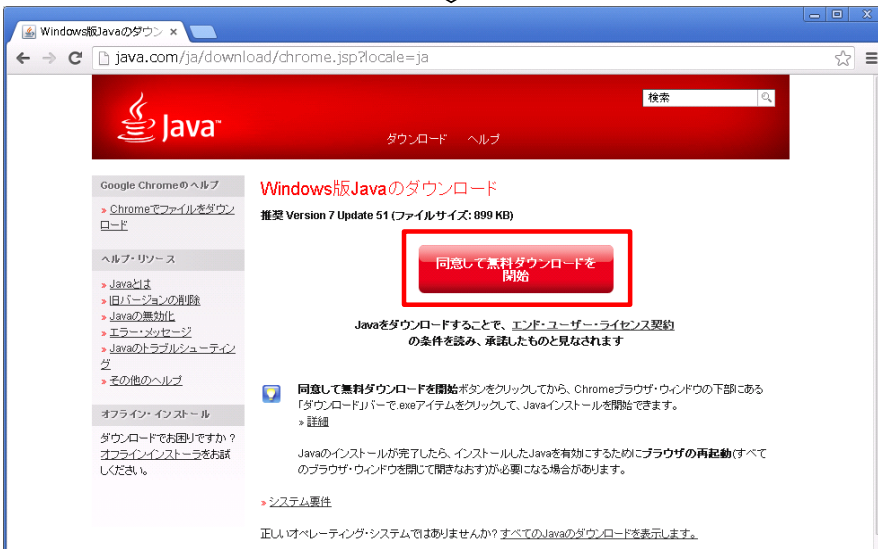 Windows版Javaのダウン
java.com/ja/download/chrome.jsp?locale=ja
Java
検索
ダウンロード ヘルプ
Google Chromeのヘルプ
» Chromeでファイルをダウン
ロード
ヘルプ・リソース
» Javaとは
» 旧バージョンの削除
» Javaの無効化
» エラー・メッセージ
» Javaのトラブルシューティン
グ
» その他のヘルプ
オフライン・インストール
ダウンロードでお困りですか?
オフラインインストーラをお試
しください。
Windows版Javaのダウンロード
推奨 Version 7 Update 51 (ファイルサイズ: 899 KB)
同意して無料ダウンロードを
開始
Javaをダウンロードすることで、エンド・ユーザー・ライセンス契約
の条件を読み、承諾したものと見なされます
同意して無料ダウンロードを開始ボタンをクリックしてから、Chromeブラウザ・ウィンドウの下部にある
「ダウンロード」バーで.exeアイテムをクリックして、Javaインストールを開始できます。
» 詳細
Javaのインストールが完了したら、インストールしたJavaを有効にするためにブラウザの再起動(すべて
のブラウザ・ウィンドウを閉じて開きなおす)が必要になる場合があります。
» システム要件
正しいオペレーティング・システムではありませんか? すべてのJavaのダウンロードを表示します。